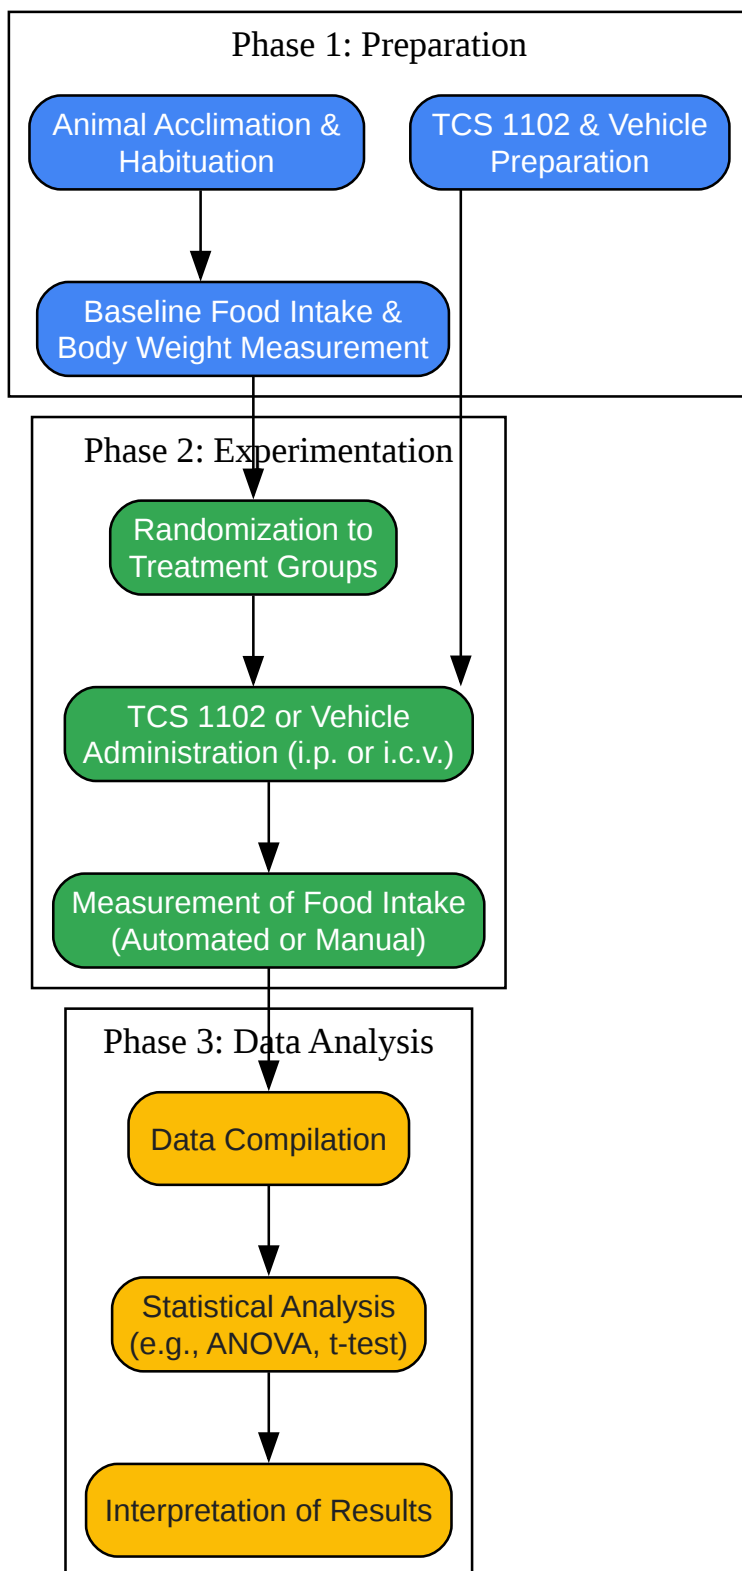 Phase 1: Preparation
Animal Acclimation &
Habituation
TCS 1102 & Vehicle
Preparation
Baseline Food Intake &
Body Weight Measurement
Phase 2: Experimentation
Randomization to
Treatment Groups
TCS 1102 or Vehicle
Administration (i.p. or i.c.v.)
Measurement of Food Intake
(Automated or Manual)
Phase 3: Data Analysis
Data Compilation
Statistical Analysis
(e.g., ANOVA, t-test)
Interpretation of Results